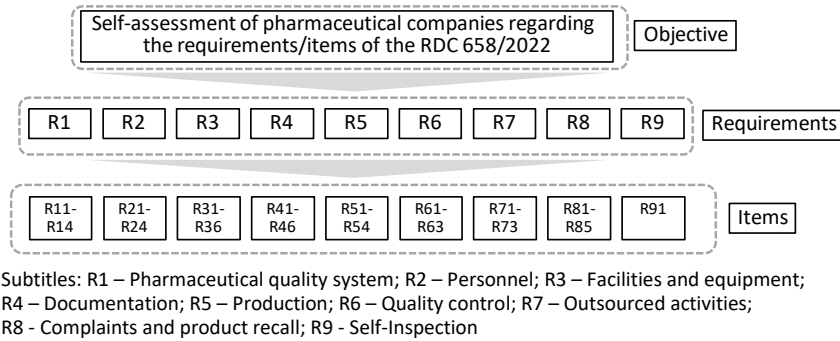 Self-assessment of pharmaceutical companies regarding
the requirements/items of the RDC 658/2022
Objective
R1 R2 R3 R4 R5 R6 R7 R8 R9
Requirements
R11- R21- R31- R41- R51- R61- R71- R81- R91
R14 R24 R36 R46 R54 R63 R73 R85
Items
Subtitles: R1 – Pharmaceutical quality system; R2 – Personnel; R3 – Facilities and equipment;
R4 – Documentation; R5 – Production; R6 – Quality control; R7 – Outsourced activities;
R8 - Complaints and product recall; R9 - Self-Inspection